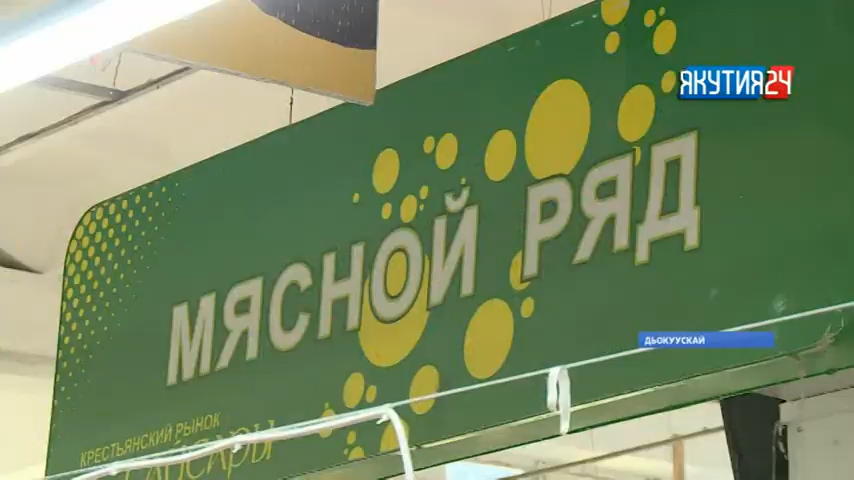 ЯКУТИЯ24
МЯСНОЙ РЯД
ДЬОКУУСКАЙ
КРЕСТЬЯНСКИЙ РЫНОК